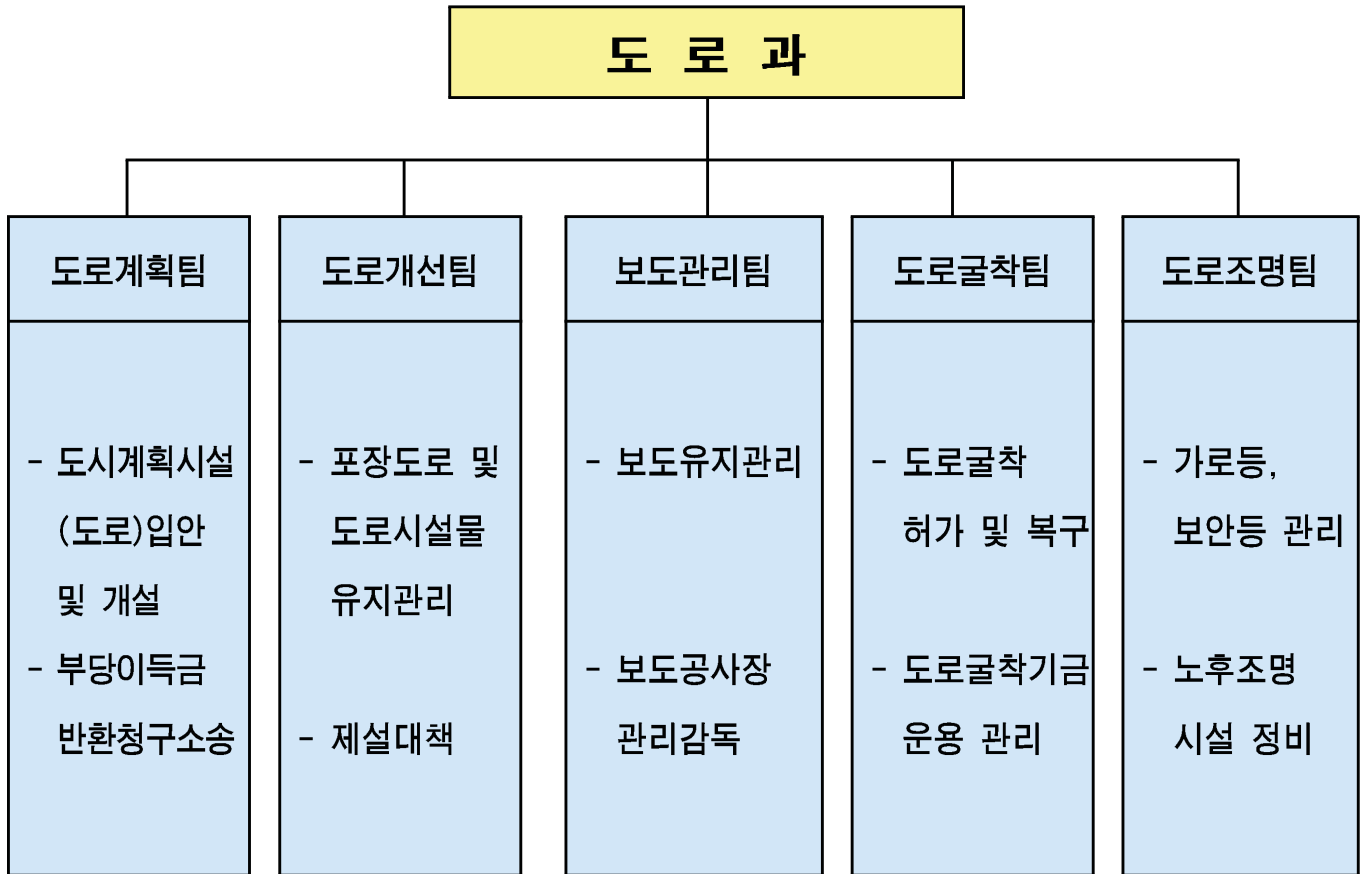 도 로 과
도로계획팀
- 도시계획시설
(도로)입안
및 개설
- 부당이득금
반환청구소송
도로개선팀
- 포장도로 및
도로시설물
유지관리
- 제설대책
보도관리팀
- 보도유지관리
- 보도공사장
관리감독
도로굴착팀
- 도로굴착
허가 및 복구
- 도로굴착기금
운용 관리
도로조명팀
- 가로등,
보안등 관리
- 노후조명
시설 정비